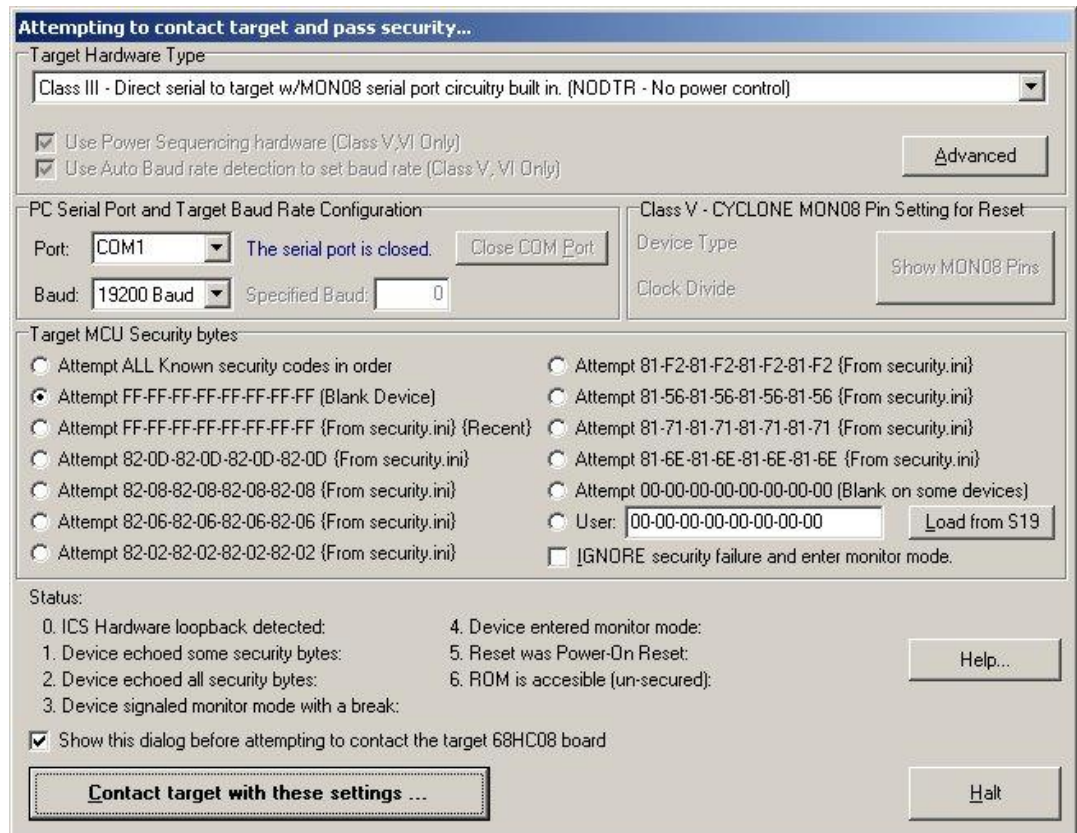 Attempting to contact target and pass security...
Target Hardware Type
Class III - Direct serial to target w/MON08 serial port circuitry built in. (NODTR - No power control)
Use Power Sequencing hardware (Class V,VI Only)
Use Auto Baud rate detection to set baud rate (Class V, VI Only)
Advanced
PC Serial Port and Target Baud Rate Configuration
Port: COM1 The serial port is closed. Close COM Port
Baud: 19200 Baud Specified Baud: 0
Class V - CYCLONE MON08 Pin Setting for Reset
Device Type
Clock Divide
Show MON08 Pins
Target MCU Security bytes
Attempt ALL Known security codes in order
Attempt FF-FF-FF-FF-FF-FF-FF-FF (Blank Device)
Attempt FF-FF-FF-FF-FF-FF-FF-FF {From security.ini} {Recent}
Attempt 82-0D-82-0D-82-0D-82-0D {From security.ini}
Attempt 82-08-82-08-82-08-82-08 {From security.ini}
Attempt 82-06-82-06-82-06-82-06 {From security.ini}
Attempt 82-02-82-02-82-02-82-02 {From security.ini}
Attempt 81-F2-81-F2-81-F2-81-F2 {From security.ini}
Attempt 81-56-81-56-81-56-81-56 {From security.ini}
Attempt 81-71-81-71-81-71-81-71 {From security.ini}
Attempt 81-6E-81-6E-81-6E-81-6E {From security.ini}
Attempt 00-00-00-00-00-00-00-00 (Blank on some devices)
User: 00-00-00-00-00-00-00-00 Load from S19
IGNORE security failure and enter monitor mode.
Status:
0. ICS Hardware loopback detected:
1. Device echoed some security bytes:
2. Device echoed all security bytes:
3. Device signaled monitor mode with a break:
4. Device entered monitor mode:
5. Reset was Power-On Reset:
6. ROM is accesible (un-secured):
Help...
Show this dialog before attempting to contact the target 68HC08 board
Contact target with these settings ...
Halt